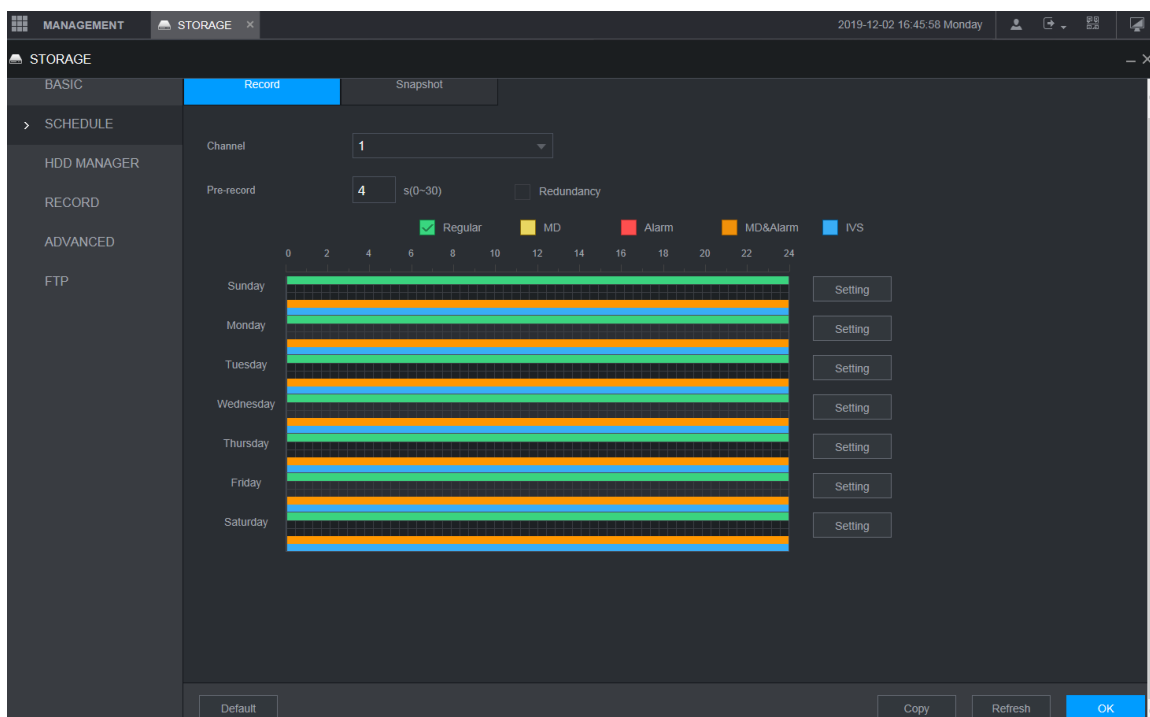 MANAGEMENT STORAGE × 2019-12-02 16:45:58 Monday
STORAGE
BASIC Record Snapshot
SCHEDULE
Channel 1
HDD MANAGER
Pre-record 4 s(0~30) Redundancy
RECORD
Regular MD Alarm MD&Alarm IVS
ADVANCED
0 2 4 6 8 10 12 14 16 18 20 22 24
FTP
Sunday Setting
Monday Setting
Tuesday Setting
Wednesday Setting
Thursday Setting
Friday Setting
Saturday Setting
Default Copy Refresh OK